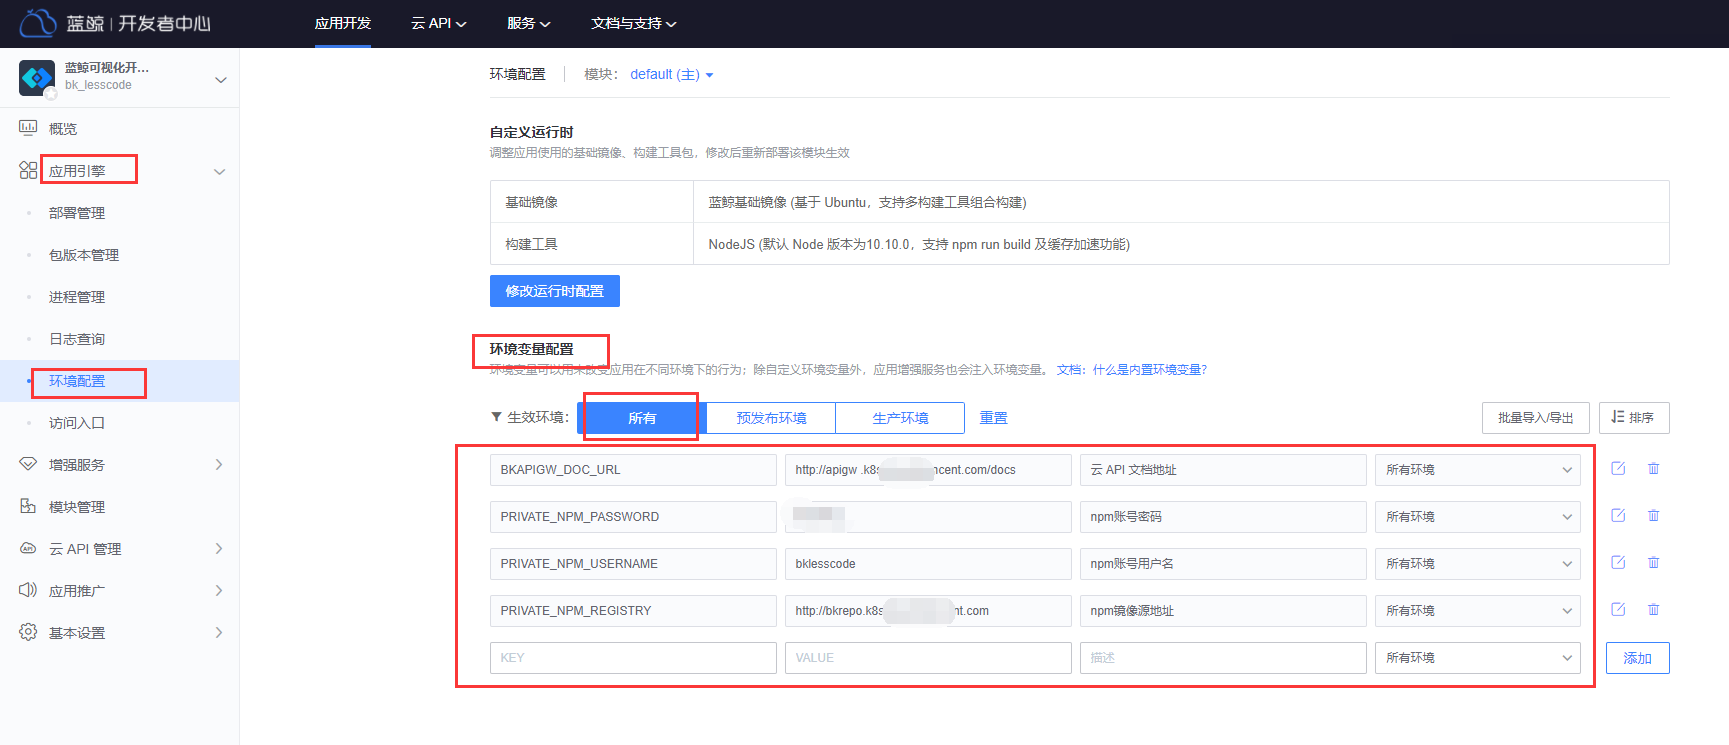 蓝鲸 | 开发者中心
应用开发
云 API
服务
文档与支持
蓝鲸可视化开...
bk_lesscode
概览
应用引擎
部署管理
包版本管理
进程管理
日志查询
环境配置
访问入口
增强服务
模块管理
云 API 管理
应用推广
基本设置
环境配置
模块： default (主)
自定义运行时
调整应用使用的基础镜像、构建工具包，修改后重新部署该模块生效
基础镜像
蓝鲸基础镜像 (基于 Ubuntu，支持多构建工具组合构建)
构建工具
NodeJS (默认 Node 版本为10.10.0，支持 npm run build 及缓存加速功能)
修改运行时配置
环境变量配置
环境变量可以用来改变应用在不同环境下的行为；除自定义环境变量外，应用增强服务也会注入环境变量。 文档：什么是内置环境变量？
生效环境： 所有 预发布环境 生产环境 重置
批量导入/导出
排序
BKAPIGW_DOC_URL
http://apigw .k8s ncent.com/docs
云 API 文档地址
所有环境
PRIVATE_NPM_PASSWORD
npm账号密码
所有环境
PRIVATE_NPM_USERNAME
bklesscode
npm账号用户名
所有环境
PRIVATE_NPM_REGISTRY
http://bkrepo.k8s nt.com
npm镜像源地址
所有环境
KEY
VALUE
描述
所有环境
添加